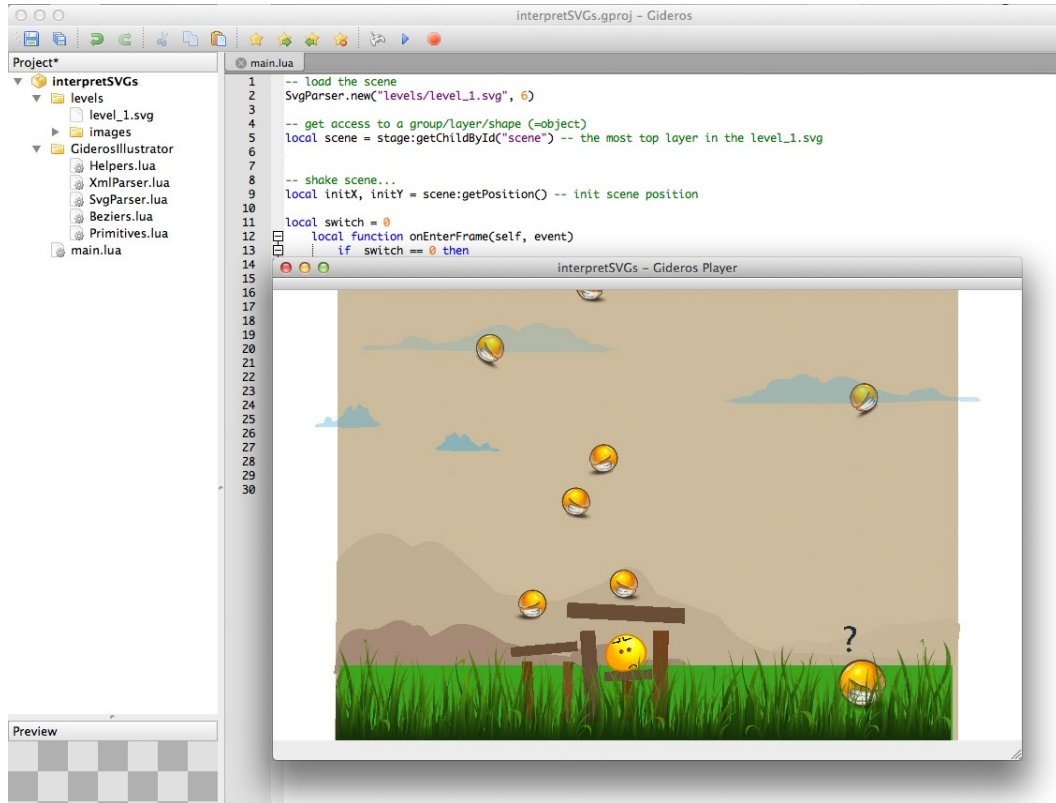 interpretSVGs.gproj – Gideros
Project*
interpretSVGs
levels
level_1.svg
images
GiderosIllustrator
Helpers.lua
XmlParser.lua
SvgParser.lua
Beziers.lua
Primitives.lua
main.lua
main.lua
1 -- load the scene
2 SvgParser.new("levels/level_1.svg", 6)
3
4 -- get access to a group/layer/shape (=object)
5 local scene = stage:getChildById("scene") -- the most top layer in the level_1.svg
6
7
8 -- shake scene...
9 local initX, initY = scene:getPosition() -- init scene position
10
11 local switch = 0
12 local function onEnterFrame(self, event)
13 if switch == 0 then
14
15
16
17
18
19
20
21
22
23
24
25
26
27
28
29
30
interpretSVGs – Gideros Player
?
Preview